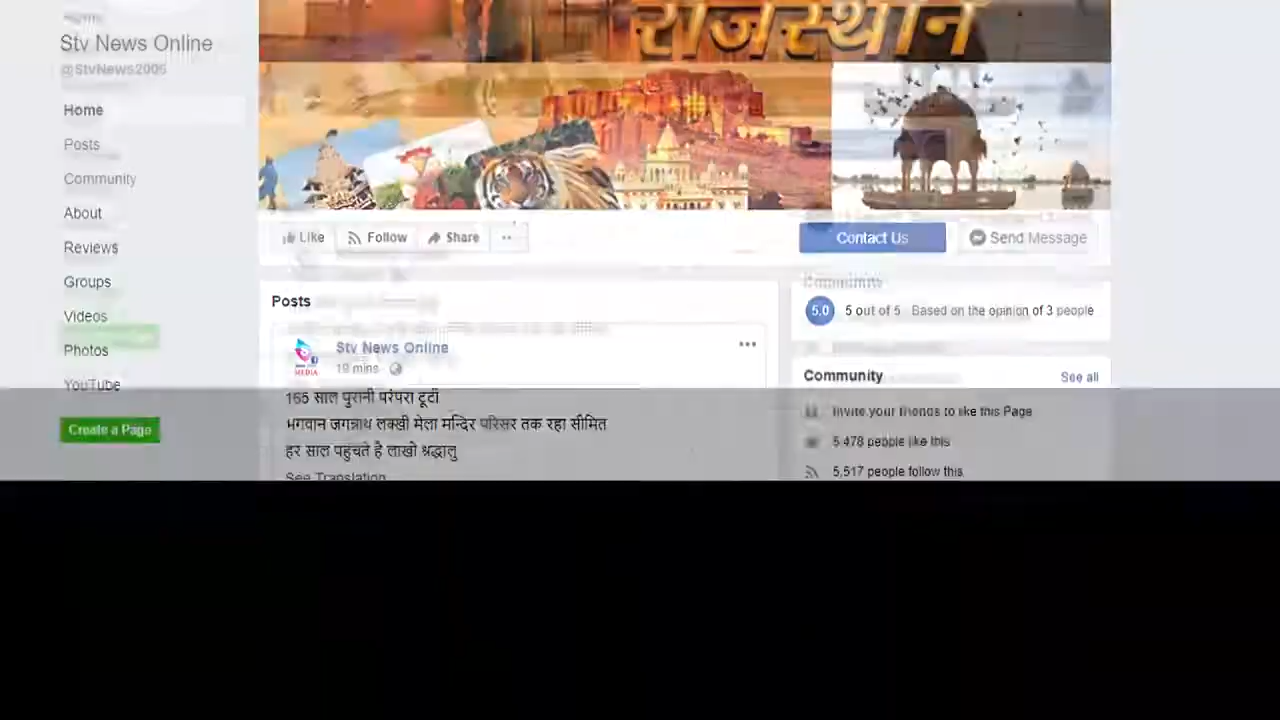 राजस्थान
Stv News Online
@StvNews2006
Home
Posts
Community
About
Reviews
Groups
Videos
Photos
YouTube
Create a Page
Like
Follow
Share
Contact Us
Send Message
Posts
Stv News Online
19 mins
165 साल पुरानी परंपरा टूटी
भगवान जगन्नाथ लक्खी मेला मन्दिर परिसर तक रहा सीमित
हर साल पहुंचते है लाखो श्रद्धालु
See Translation
Community
5.0
5 out of 5 · Based on the opinion of 3 people
Community
See all
Invite your friends to like this Page
5,478 people like this
5,517 people follow this